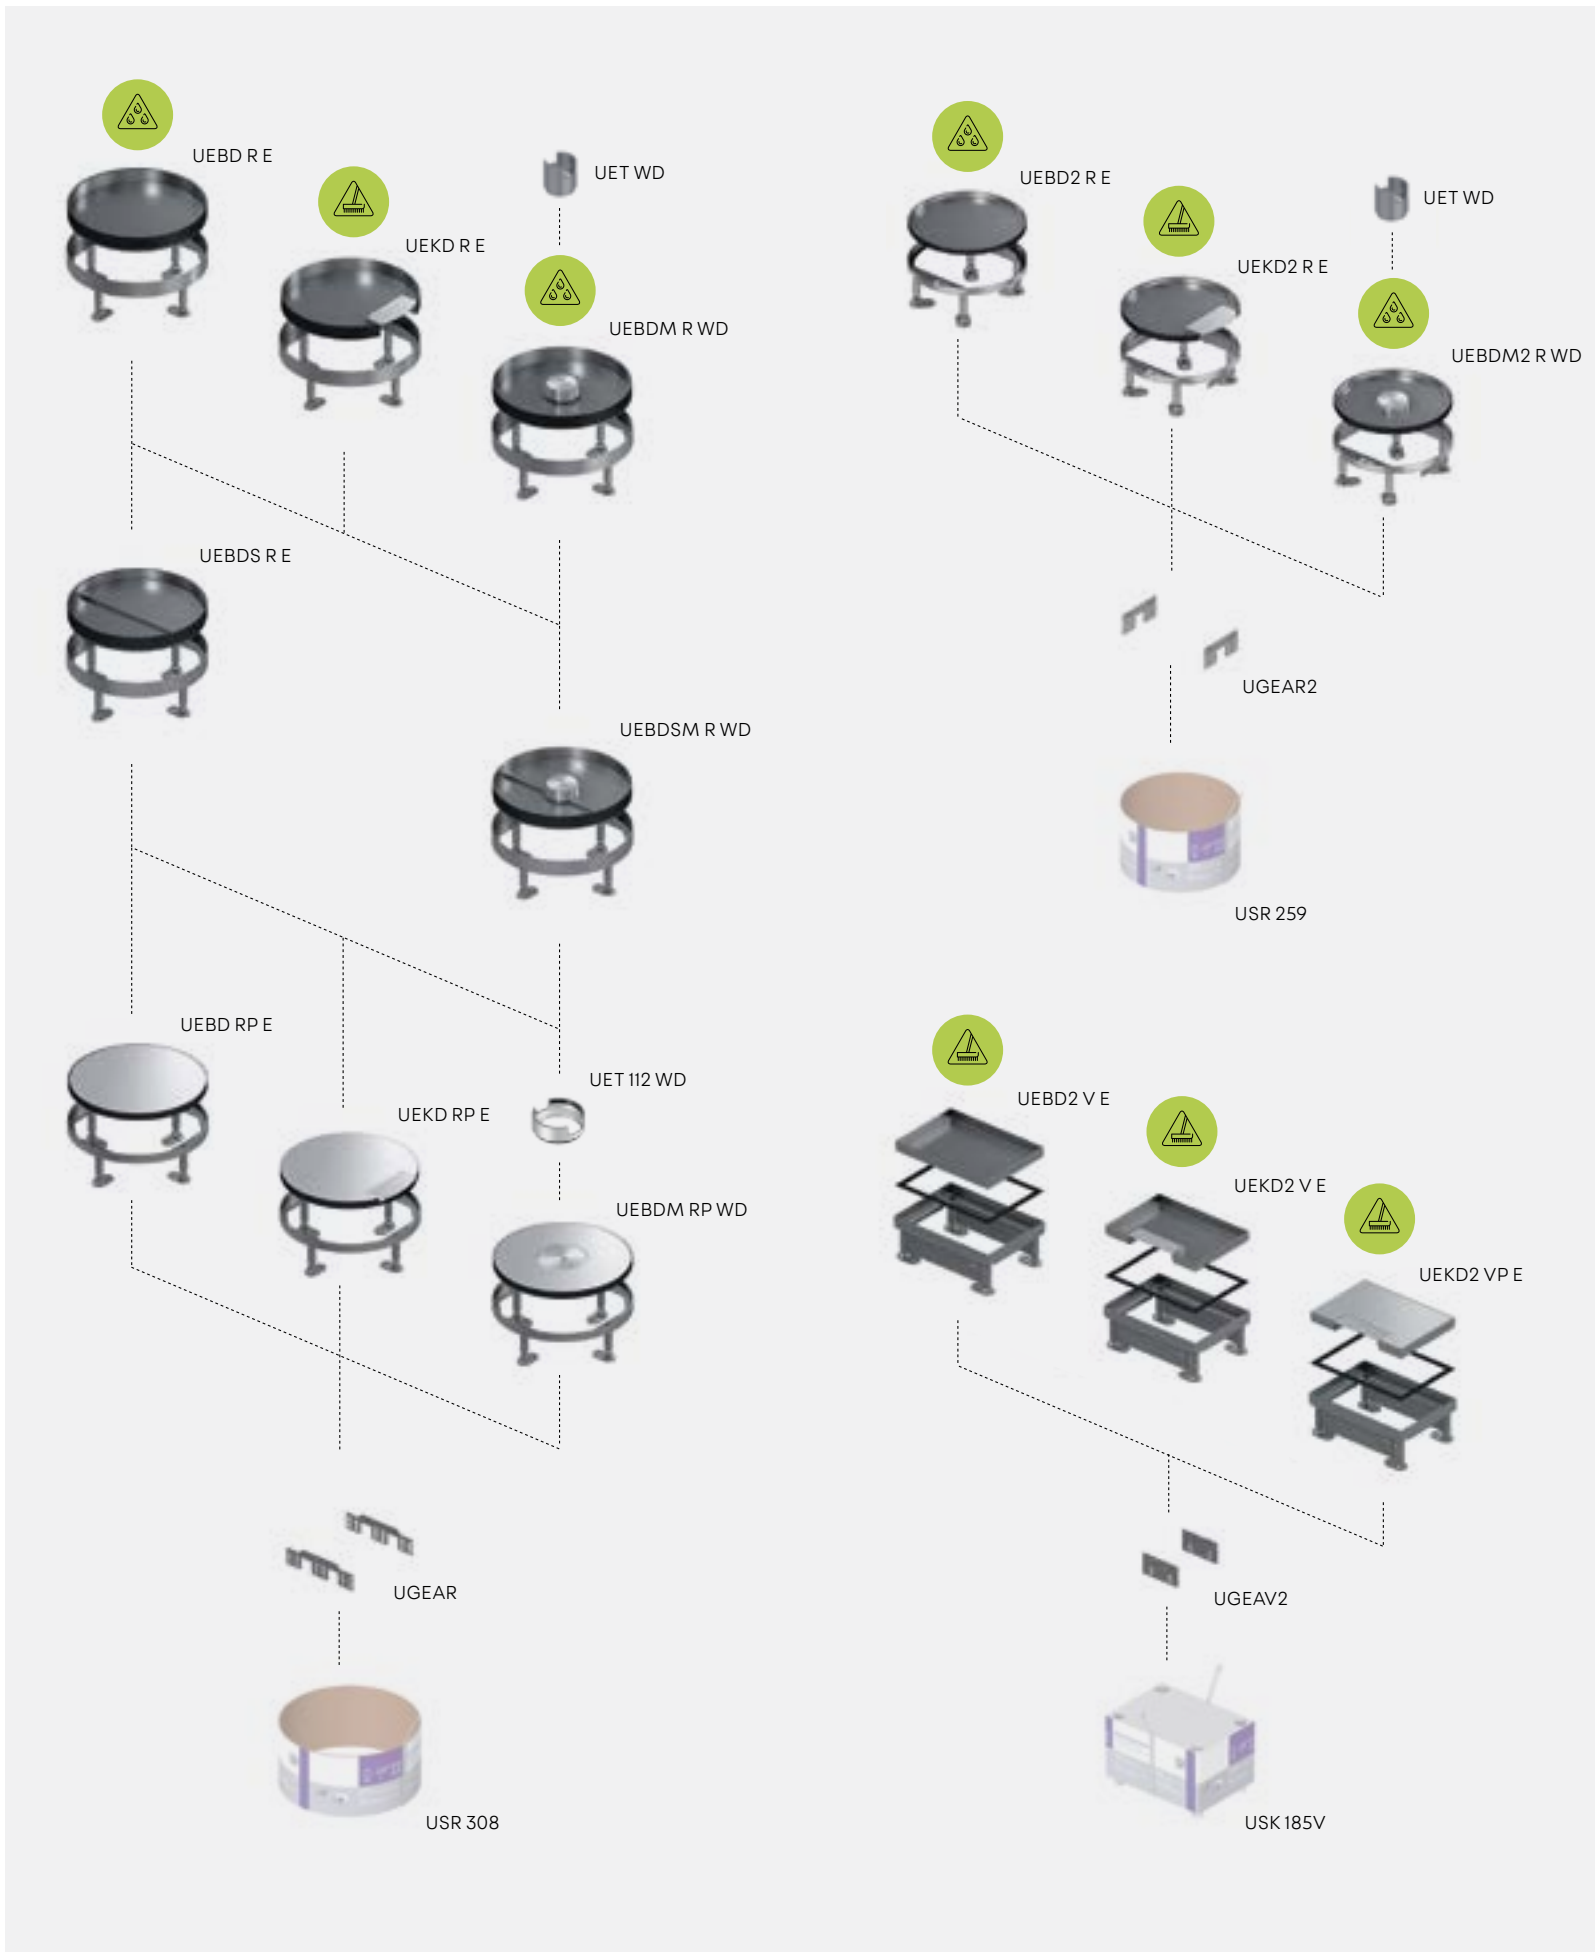 UEBD R E
UEKD R E
UET WD
UEBDM R WD
UEBDS R E
UEBDSM R WD
UEBD RP E
UEKD RP E
UET 112 WD
UEBDM RP WD
UGEAR
USR 308
UEBD2 R E
UEKD2 R E
UET WD
UEBDM2 R WD
UGEAR2
USR 259
UEBD2 V E
UEKD2 V E
UEKD2 VP E
UGEAV2
USK 185V